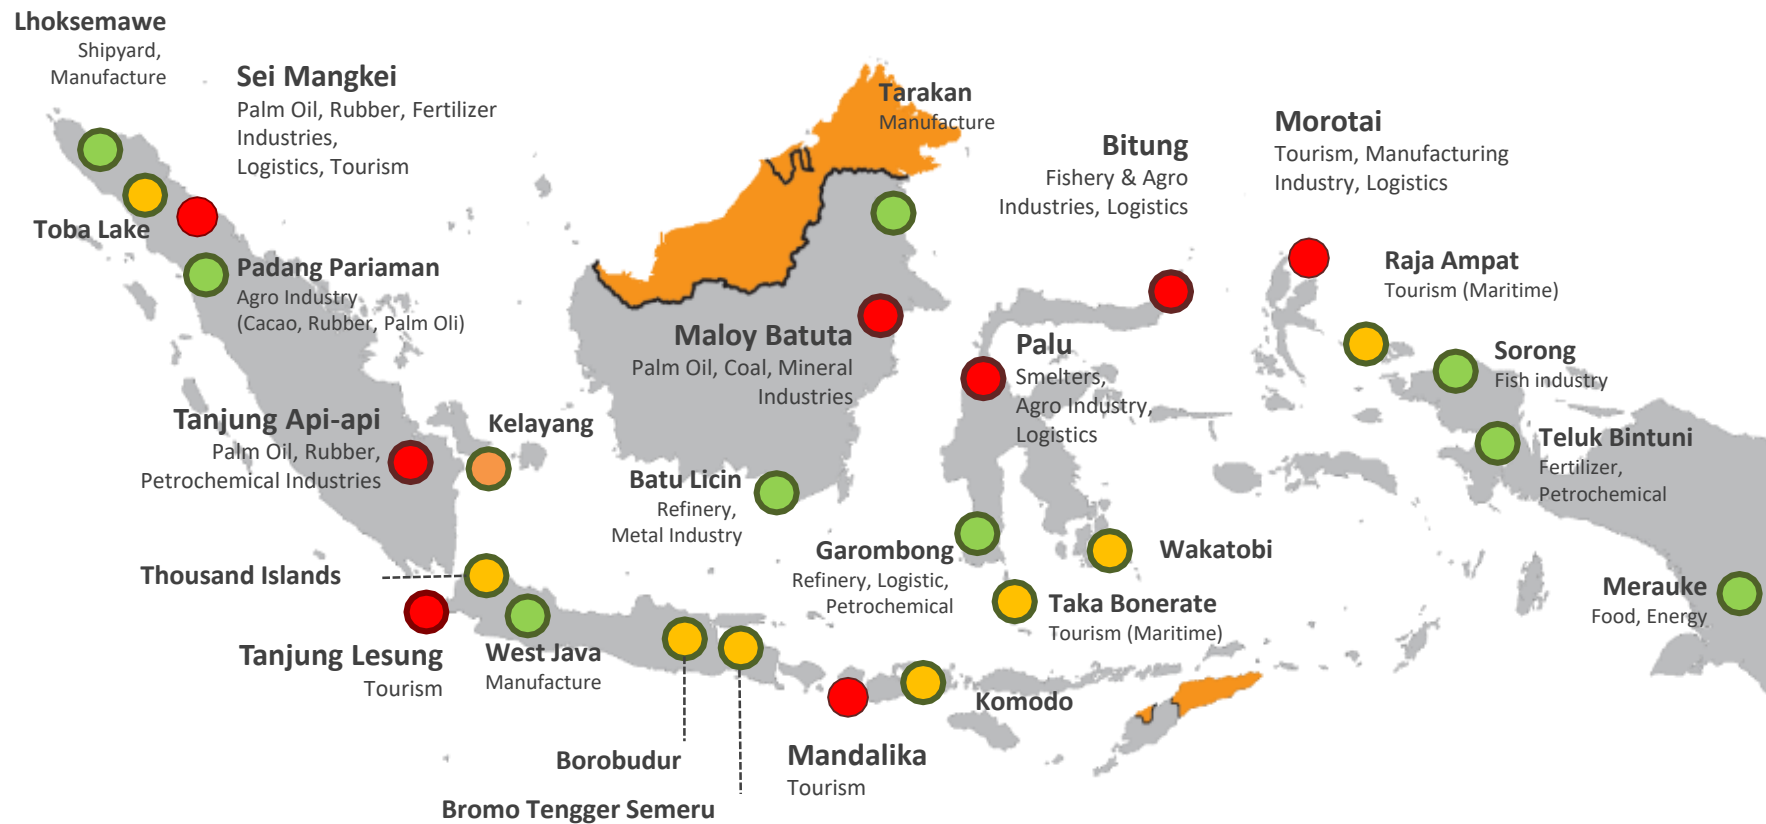 Lhoksemawe
Shipyard,
Manufacture
Sei Mangkei
Palm Oil, Rubber, Fertilizer
Industries,
Logistics, Tourism
Toba Lake
Padang Pariaman
Agro Industry
(Cacao, Rubber, Palm Oli)
Tanjung Api-api
Palm Oil, Rubber,
Petrochemical Industries
Kelayang
Thousand Islands
Tanjung Lesung
Tourism
West Java
Manufacture
Borobudur
Bromo Tengger Semeru
Tarakan
Manufacture
Maloy Batuta
Palm Oil, Coal, Mineral
Industries
Batu Licin
Refinery,
Metal Industry
Mandalika
Tourism
Komodo
Bitung
Fishery & Agro
Industries, Logistics
Palu
Smelters,
Agro Industry,
Logistics
Garombong
Refinery, Logistic,
Petrochemical
Wakatobi
Taka Bonerate
Tourism (Maritime)
Morotai
Tourism, Manufacturing
Industry, Logistics
Raja Ampat
Tourism (Maritime)
Sorong
Fish industry
Teluk Bintuni
Fertilizer,
Petrochemical
Merauke
Food, Energy